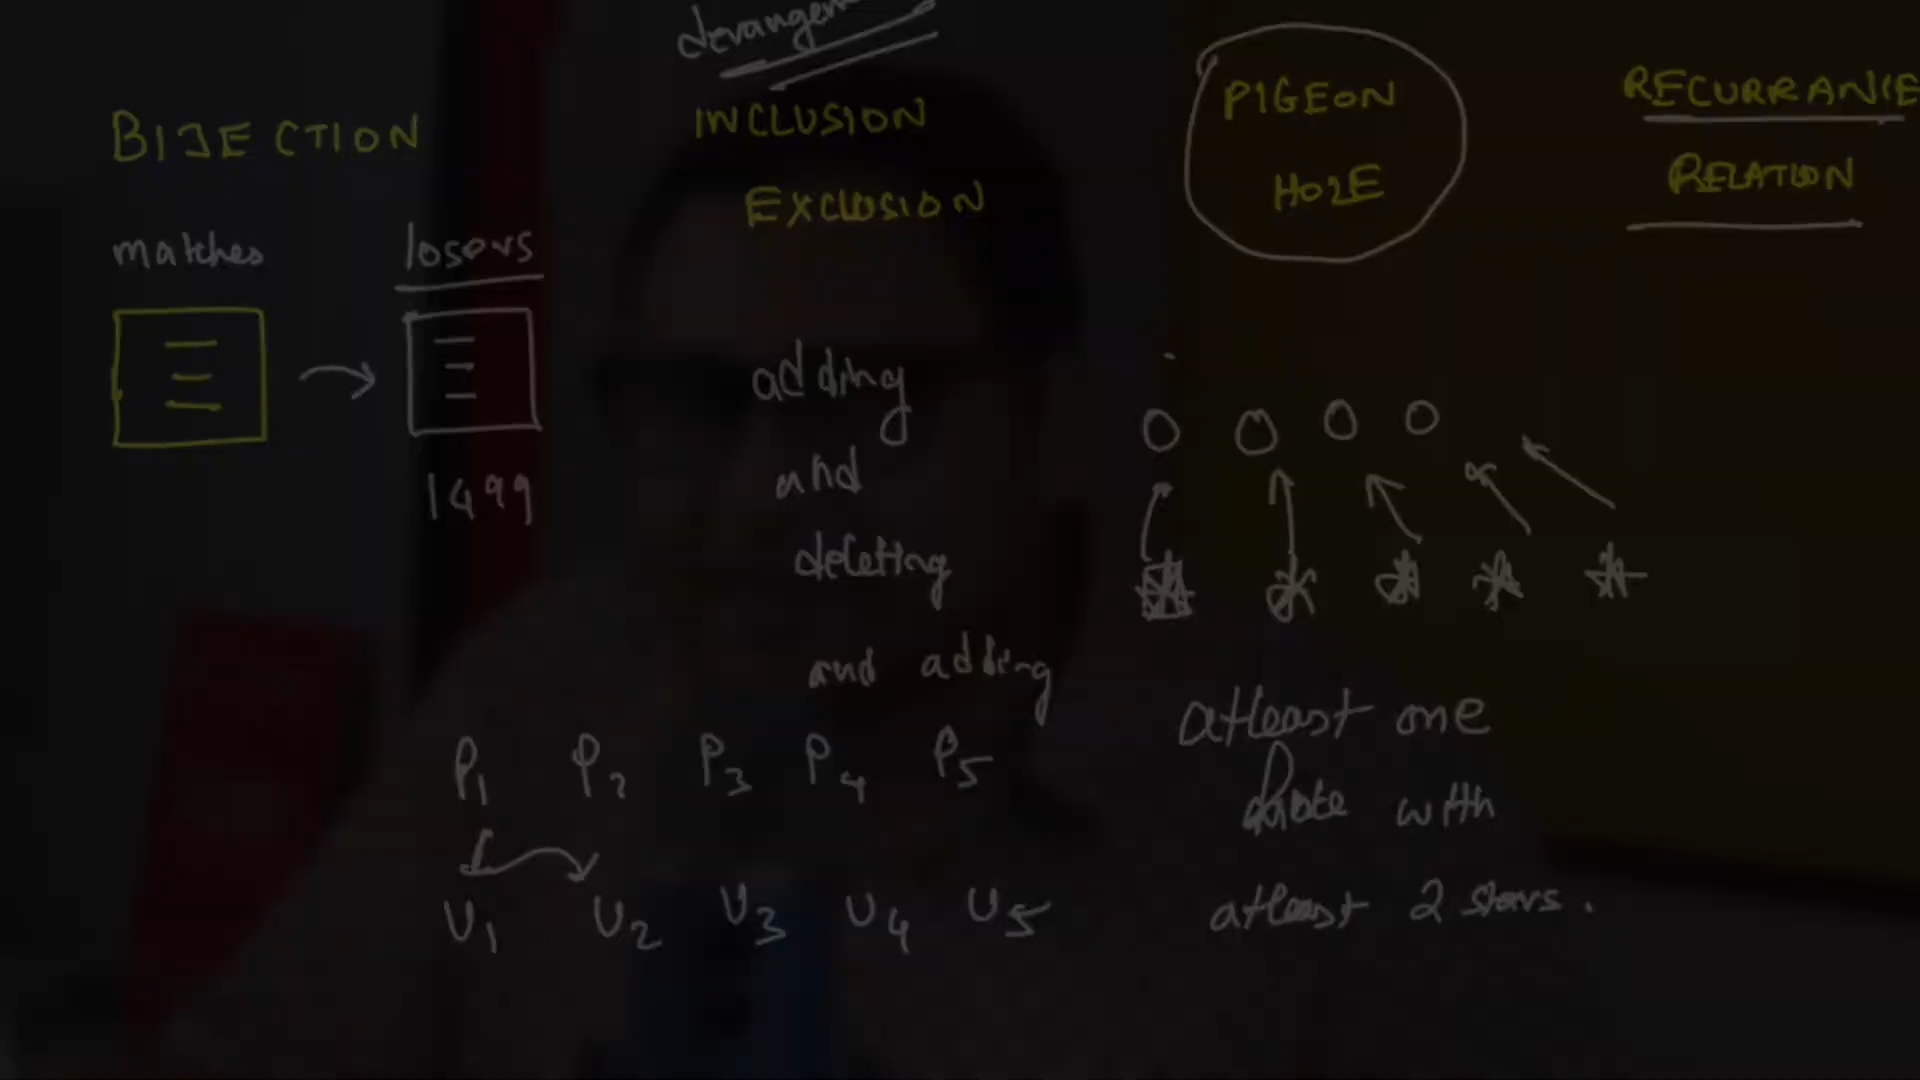 BIJECTION
matches
losers
1499
INCLUSION
EXCLUSION
adding
and
deleting
and adding
P1 P2 P3 P4 P5
U1 U2 U3 U4 U5
PIGEON
HOLE
atleast one
with
atleast 2 stars.
RECURRANCE
RELATION